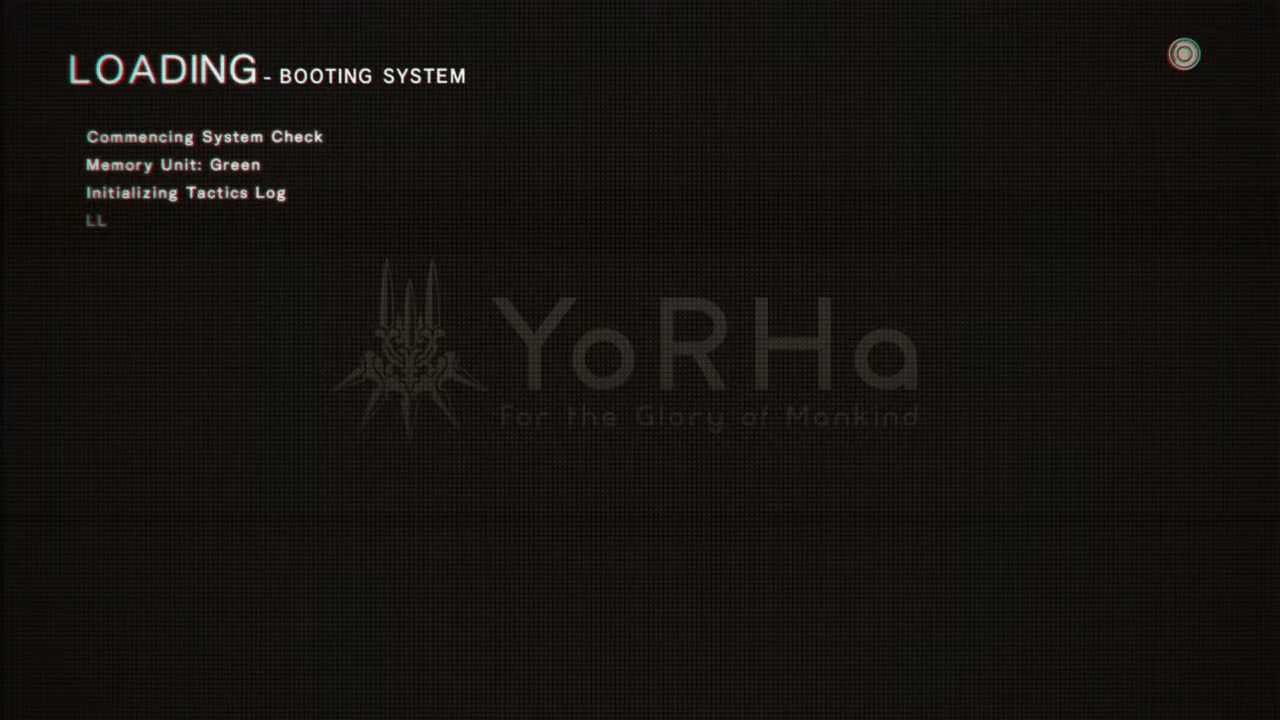 LOADING - BOOTING SYSTEM
Commencing System Check
Memory Unit: Green
Initializing Tactics Log
LL
YoRHa
For the Glory of Mankind